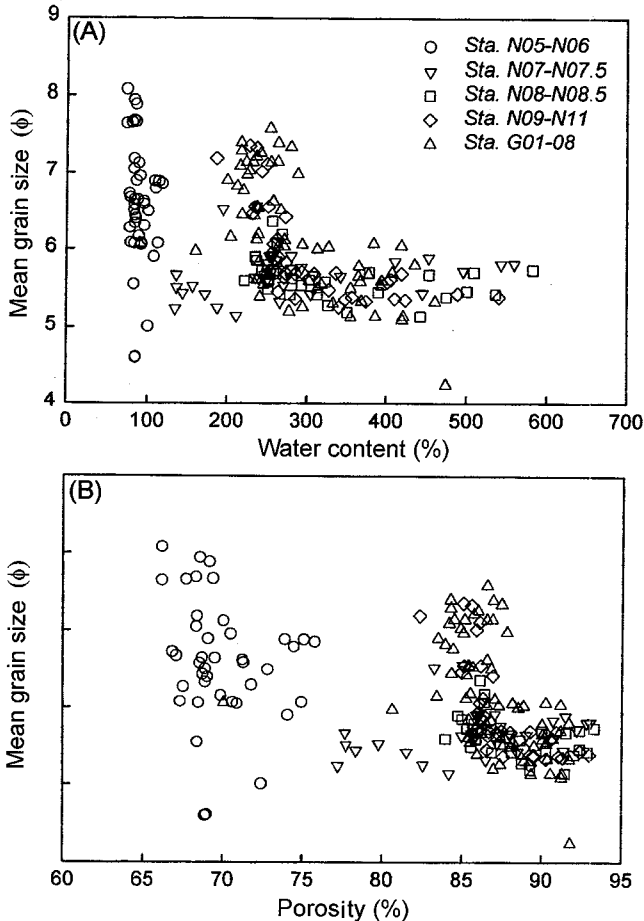 (A)
Sta. N05-N06
Sta. N07-N07.5
Sta. N08-N08.5
Sta. N09-N11
Sta. G01-08
9
8
7
6
5
4
Mean grain size (ϕ)
0 100 200 300 400 500 600 700
Water content (%)
(B)
Mean grain size (ϕ)
60 65 70 75 80 85 90 95
Porosity (%)